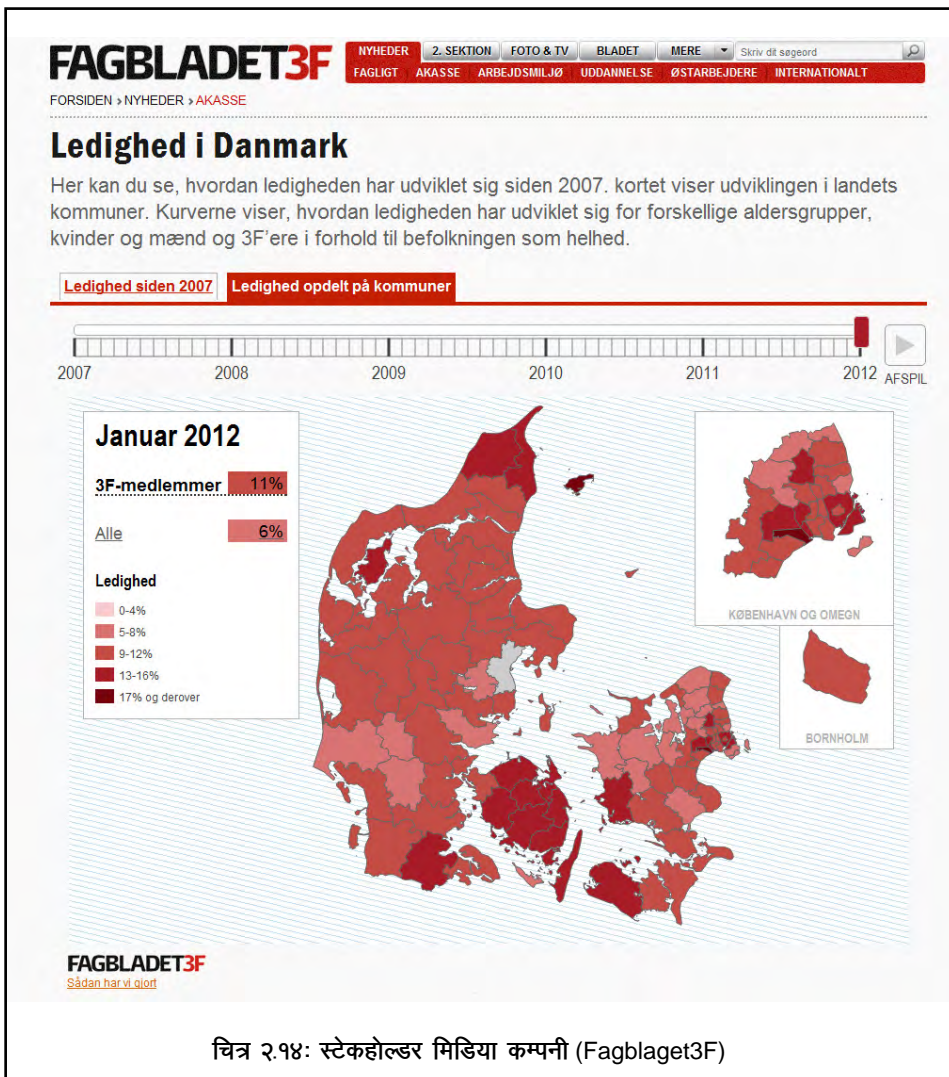 FAGBLADET3F
NYHEDER 2. SEKTION FOTO & TV BLADET MERE Skriv dit søgeord
FAGLIGT AKASSE ARBEJDSMILJØ UDDANNELSE ØSTARBEJDERE INTERNATIONALT
FORSIDEN › NYHEDER › AKASSE
Ledighed i Danmark
Her kan du se, hvordan ledigheden har udviklet sig siden 2007. kortet viser udviklingen i landets
kommuner. Kurverne viser, hvordan ledigheden har udviklet sig for forskellige aldersgrupper,
kvinder og mænd og 3F'ere i forhold til befolkningen som helhed.
Ledighed siden 2007 Ledighed opdelt på kommuner
2007 2008 2009 2010 2011 2012 AFSPIL
Januar 2012
3F-medlemmer 11%
Alle 6%
Ledighed
0-4%
5-8%
9-12%
13-16%
17% og derover
KØBENHAVN OG OMEGN
BORNHOLM
FAGBLADET3F
Sådan har vi gjort
चित्र २.१४: स्टेकहोल्डर मिडिया कम्पनी (Fagblaget3F)